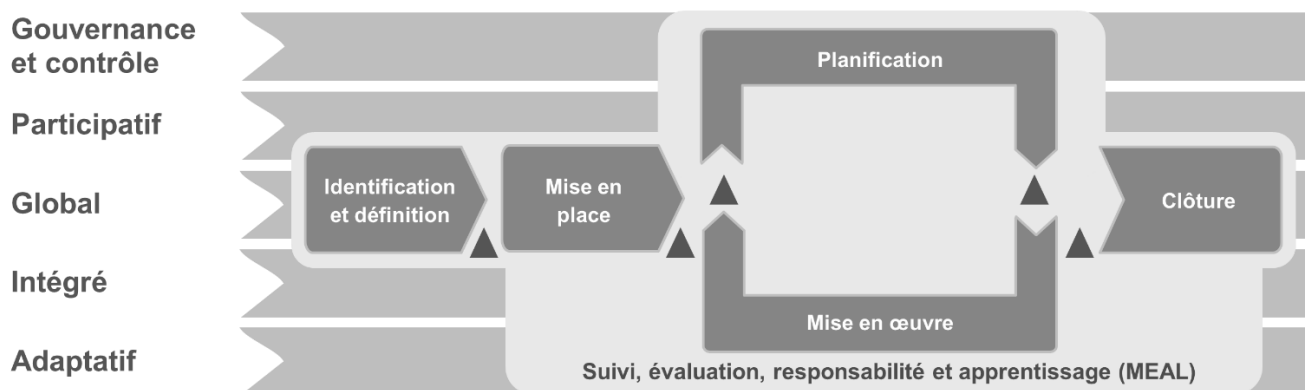 Gouvernance
et contrôle
Participatif
Global
Intégré
Adaptatif
Identification
et définition
Mise en
place
Planification
Mise en œuvre
Clôture
Suivi, évaluation, responsabilité et apprentissage (MEAL)